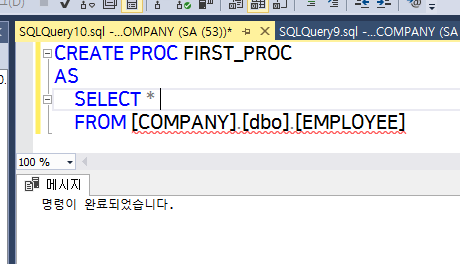 SQLQuery10.sql -...OMPANY (SA (53))*
SQLQuery9.sql -...COMPANY (SA
CREATE PROC FIRST_PROC
AS
SELECT *
FROM [COMPANY].[dbo].[EMPLOYEE]
100 %
메시지
명령이 완료되었습니다.